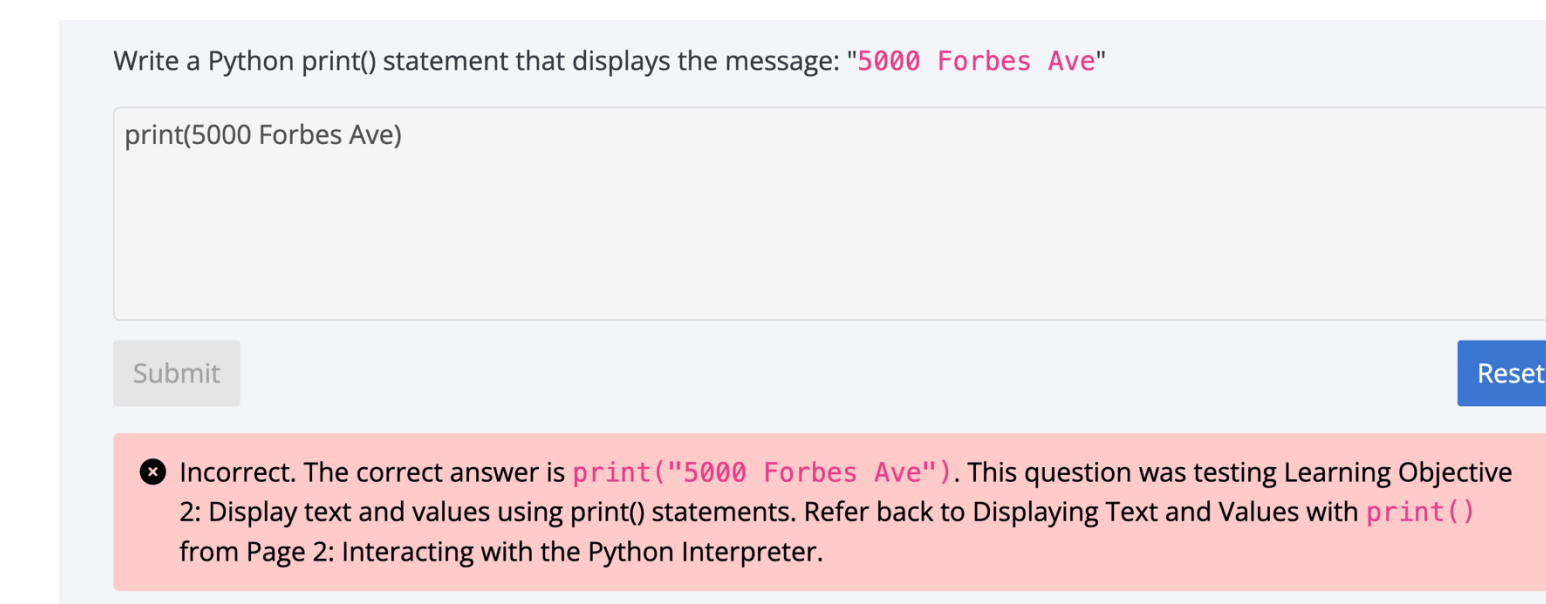 Write a Python print() statement that displays the message: "5000 Forbes Ave"
print(5000 Forbes Ave)
Submit
Reset
Incorrect. The correct answer is print("5000 Forbes Ave"). This question was testing Learning Objective
2: Display text and values using print() statements. Refer back to Displaying Text and Values with print()
from Page 2: Interacting with the Python Interpreter.